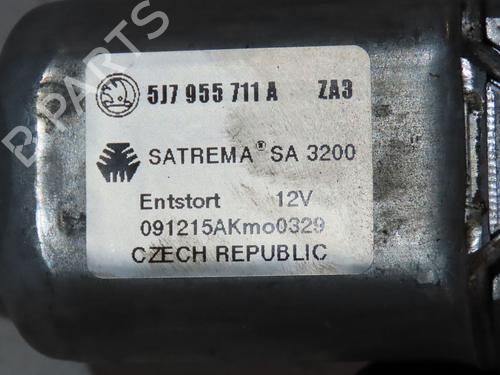 5J7 955 711 A ZA3
SATREMA® SA 3200
Entstort 12V
091215AKmo0329
CZECH REPUBLIC
B-PARTS